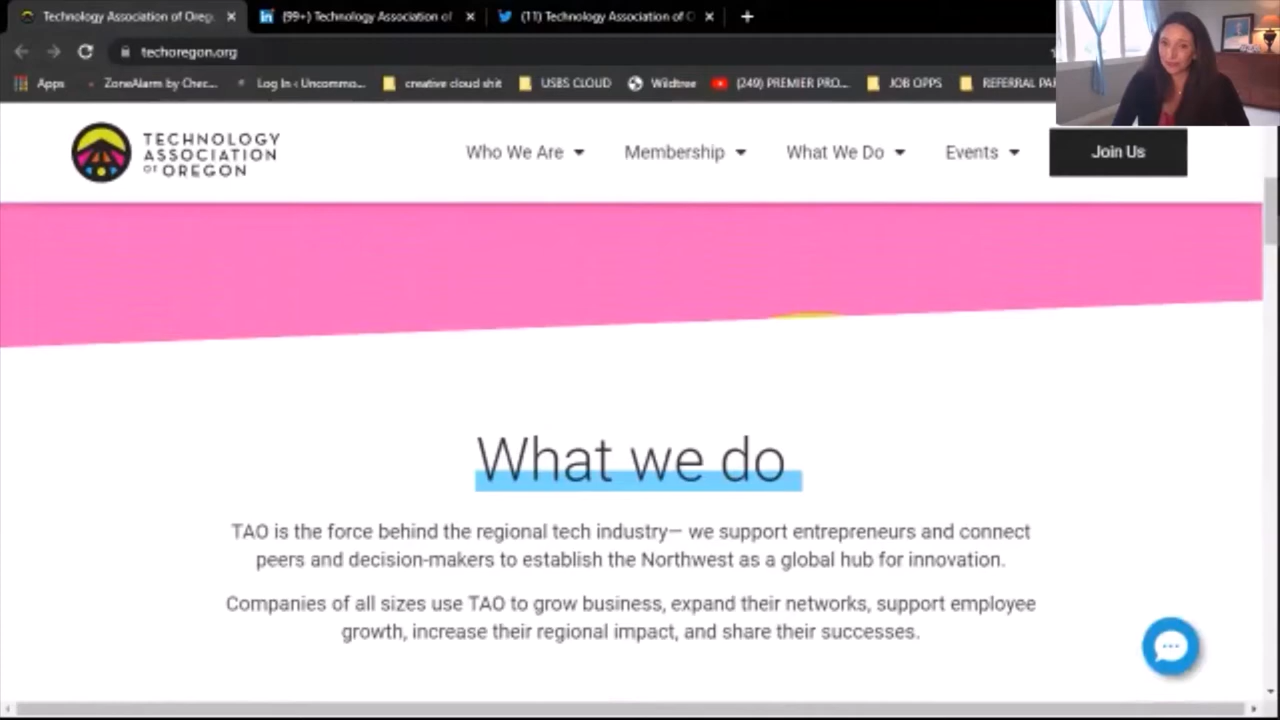 Technology Association of Oreg
(99+) Technology Association of
(11) Technology Association of O
techoregon.org
Apps
ZoneAlarm by Chec...
Log In ‹ Uncommo...
creative cloud shit
USBS CLOUD
Wildtree
(249) PREMIER PRO...
JOB OPPS
REFERRAL PA
TECHNOLOGY
ASSOCIATION
OF OREGON
Who We Are
Membership
What We Do
Events
Join Us
What we do
TAO is the force behind the regional tech industry— we support entrepreneurs and connect
peers and decision-makers to establish the Northwest as a global hub for innovation.
Companies of all sizes use TAO to grow business, expand their networks, support employee
growth, increase their regional impact, and share their successes.